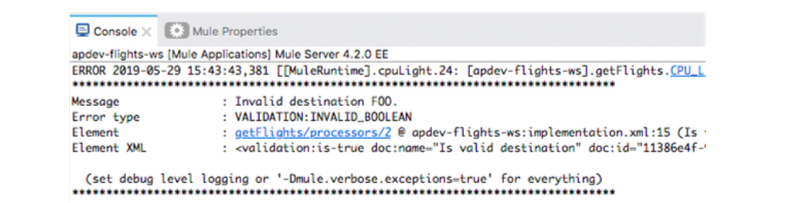 Console Mule Properties
apdev-flights-ws [Mule Applications] Mule Server 4.2.0 EE
ERROR 2019-05-29 15:43:43,381 [[MuleRuntime].cpuLight.24: [apdev-flights-ws].getFlights.CPU_L
********************************************************************************
Message : Invalid destination FOO.
Error type : VALIDATION:INVALID_BOOLEAN
Element : getFlights/processors/2 @ apdev-flights-ws:implementation.xml:15 (Is
Element XML : <validation:is-true doc:name="Is valid destination" doc:id="11386e4f-
(set debug level logging or '-Dmule.verbose.exceptions=true' for everything)
********************************************************************************